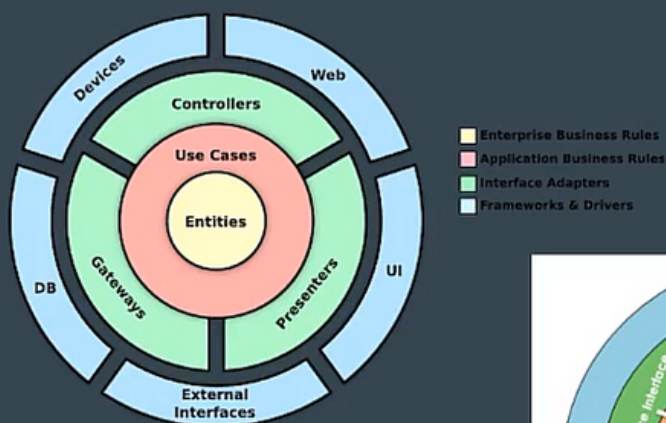 Devices
Web
Controllers
Use Cases
Entities
DB
Gateways
Presenters
UI
External
Interfaces
Enterprise Business Rules
Application Business Rules
Interface Adapters
Frameworks & Drivers
Interface